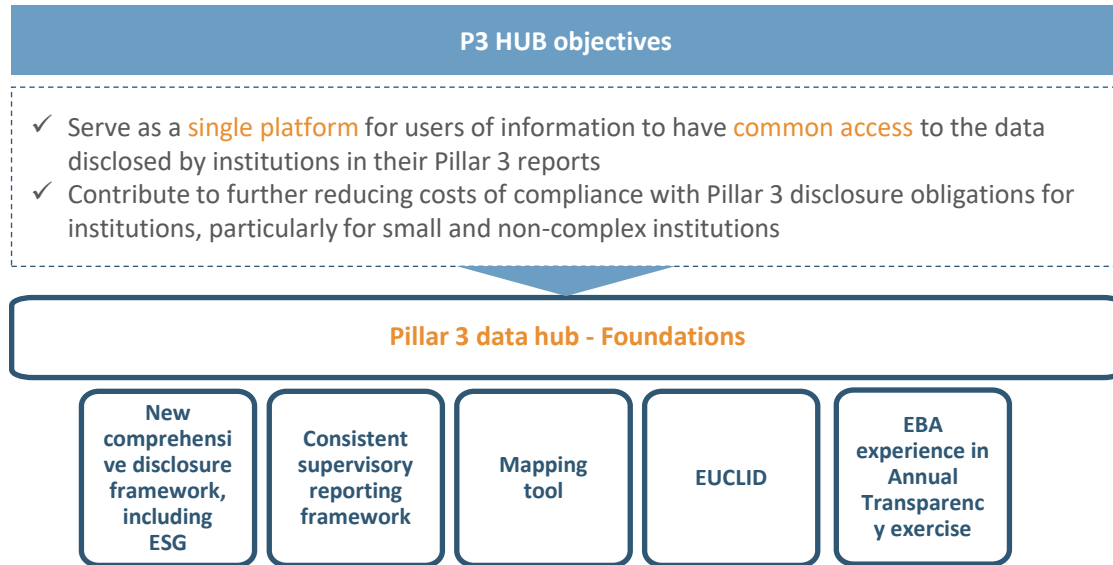 P3 HUB objectives
✓ Serve as a single platform for users of information to have common access to the data
disclosed by institutions in their Pillar 3 reports
✓ Contribute to further reducing costs of compliance with Pillar 3 disclosure obligations for
institutions, particularly for small and non-complex institutions
Pillar 3 data hub - Foundations
New
comprehensi
ve disclosure
framework,
including
ESG
Consistent
supervisory
reporting
framework
Mapping
tool
EUCLID
EBA
experience in
Annual
Transparenc
y exercise